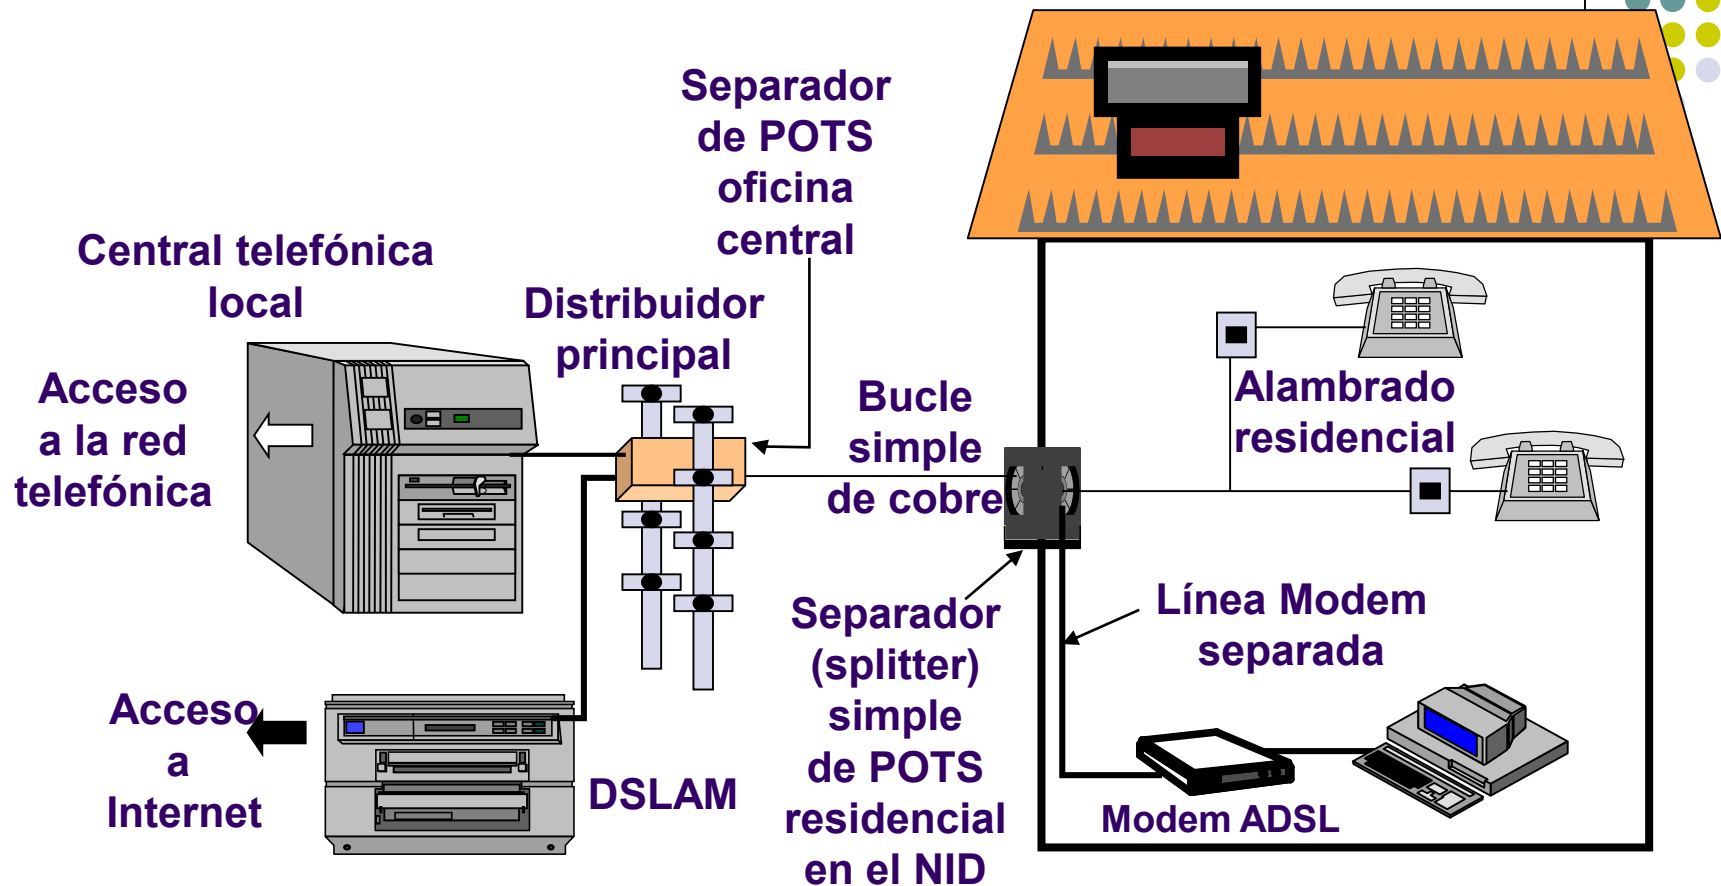 Separador
de POTS
oficina
central
Central telefónica
local
Distribuidor
principal
Acceso
a la red
telefónica
Bucle
simple
de cobre
Alambrado
residencial
Separador
(splitter)
simple
de POTS
residencial
en el NID
Línea Modem
separada
Acceso
a
Internet
DSLAM
Modem ADSL